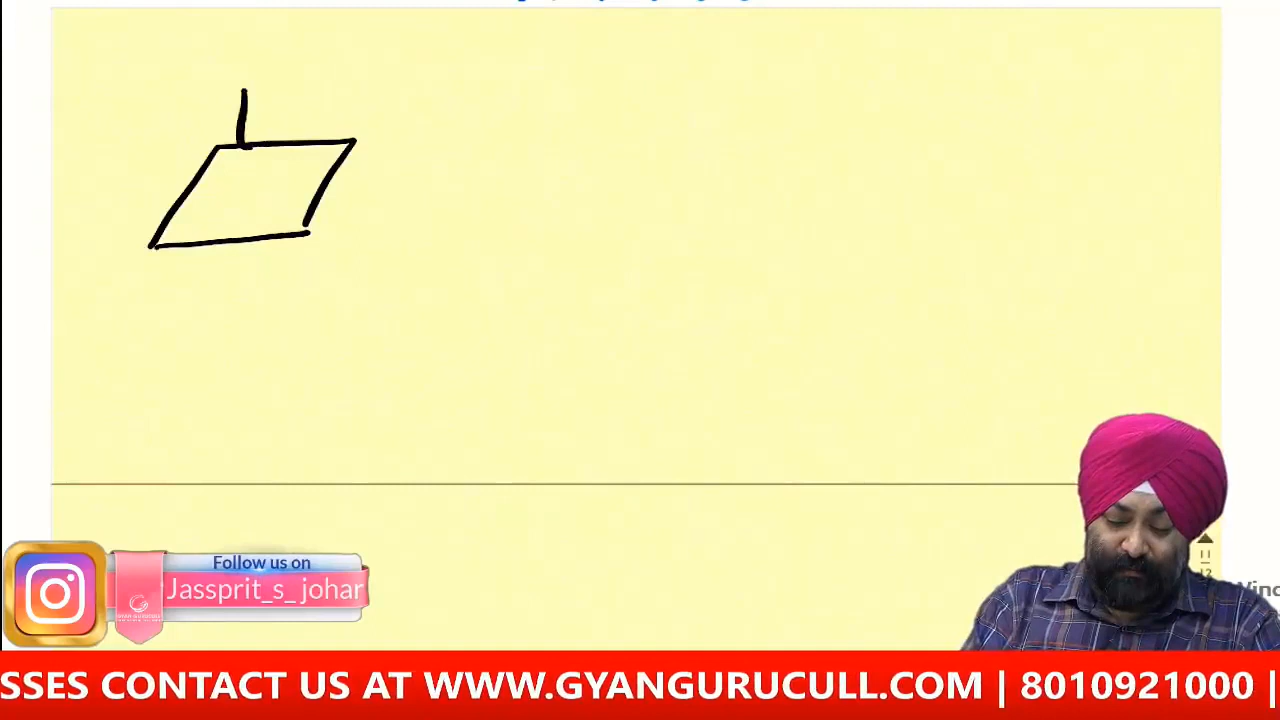 Follow us on
Jassprit_s_johar
SSES CONTACT US AT WWW.GYANGURUCULL.COM | 8010921000 |